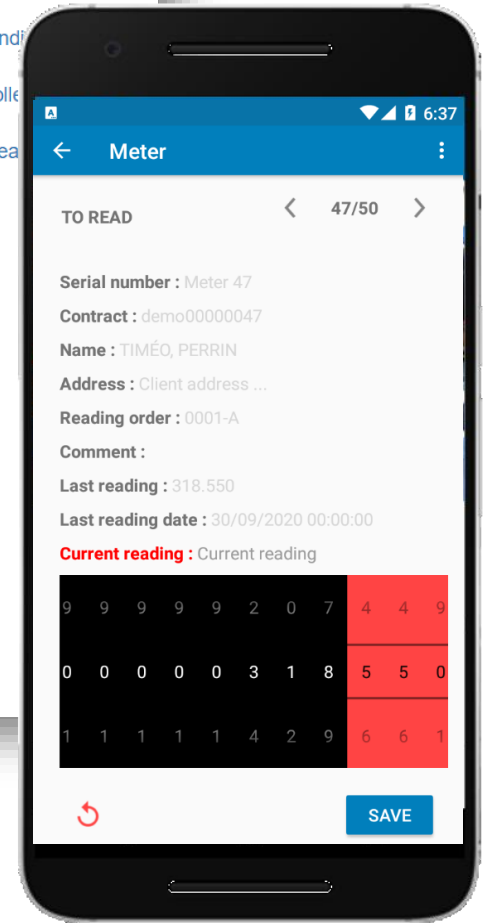 ndi
olle
ea
A
6:37
Meter
TO READ
47/50
Serial number : Meter 47
Contract : demo00000047
Name : TIMÉO, PERRIN
Address : Client address ...
Reading order : 0001-A
Comment :
Last reading : 318.550
Last reading date : 30/09/2020 00:00:00
Current reading : Current reading
9 9 9 9 9 2 0 7 4 4 9
0 0 0 0 0 3 1 8 5 5 0
1 1 1 1 1 4 2 9 6 6 1
SAVE